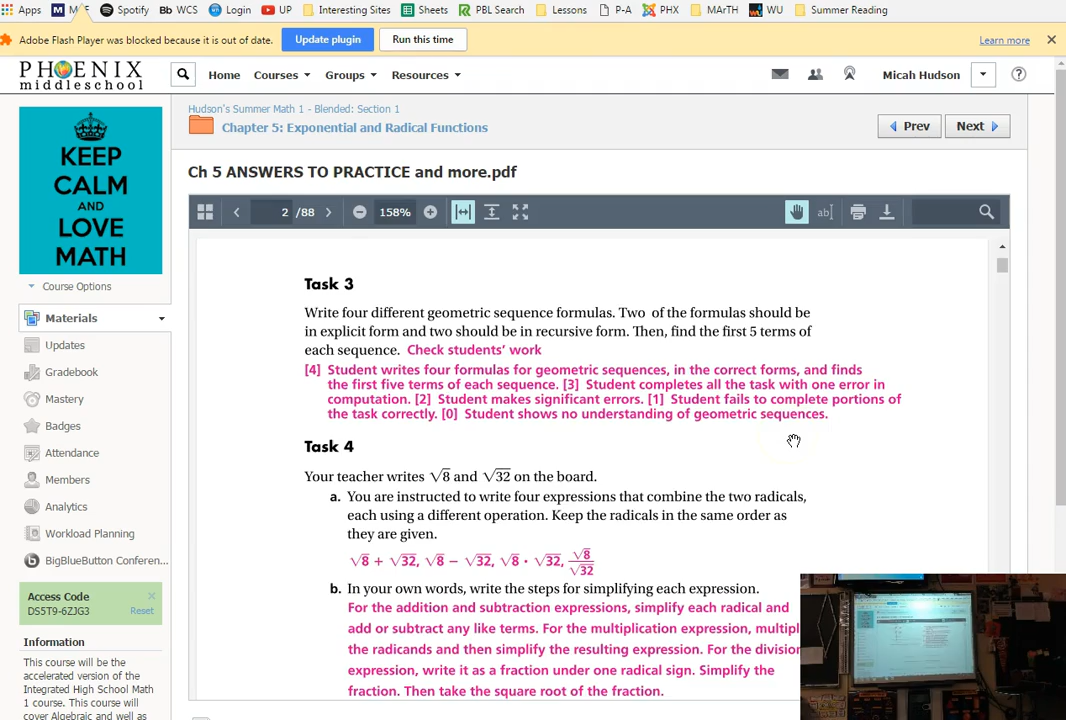 Apps M Spotify Bb WCS Login UP Interesting Sites Sheets PBL Search Lessons P-A PHX MArTH WU Summer Reading
Adobe Flash Player was blocked because it is out of date. Update plugin Run this time Learn more
PHOENIX
middleschool
Home Courses Groups Resources Micah Hudson
KEEP
CALM
AND
LOVE
MATH
Course Options
Materials
Updates
Gradebook
Mastery
Badges
Attendance
Members
Analytics
Workload Planning
BigBlueButton Conferen...
Access Code
DS5T9-6ZJG3 Reset
Information
This course will be the
accelerated version of the
Integrated High School Math
1 course. This course will
cover Algebraic and well as
Hudson's Summer Math 1 - Blended: Section 1
Chapter 5: Exponential and Radical Functions
Prev Next
Ch 5 ANSWERS TO PRACTICE and more.pdf
2 /88 158%
Task 3
Write four different geometric sequence formulas. Two of the formulas should be
in explicit form and two should be in recursive form. Then, find the first 5 terms of
each sequence. Check students' work
[4] Student writes four formulas for geometric sequences, in the correct forms, and finds
the first five terms of each sequence. [3] Student completes all the task with one error in
computation. [2] Student makes significant errors. [1] Student fails to complete portions of
the task correctly. [0] Student shows no understanding of geometric sequences.
Task 4
Your teacher writes √8 and √32 on the board.
a. You are instructed to write four expressions that combine the two radicals,
each using a different operation. Keep the radicals in the same order as
they are given.
√8 + √32, √8 − √32, √8 · √32, √8/√32
b. In your own words, write the steps for simplifying each expression.
For the addition and subtraction expressions, simplify each radical and
add or subtract any like terms. For the multiplication expression, multipl
the radicands and then simplify the resulting expression. For the division
expression, write it as a fraction under one radical sign. Simplify the
fraction. Then take the square root of the fraction.